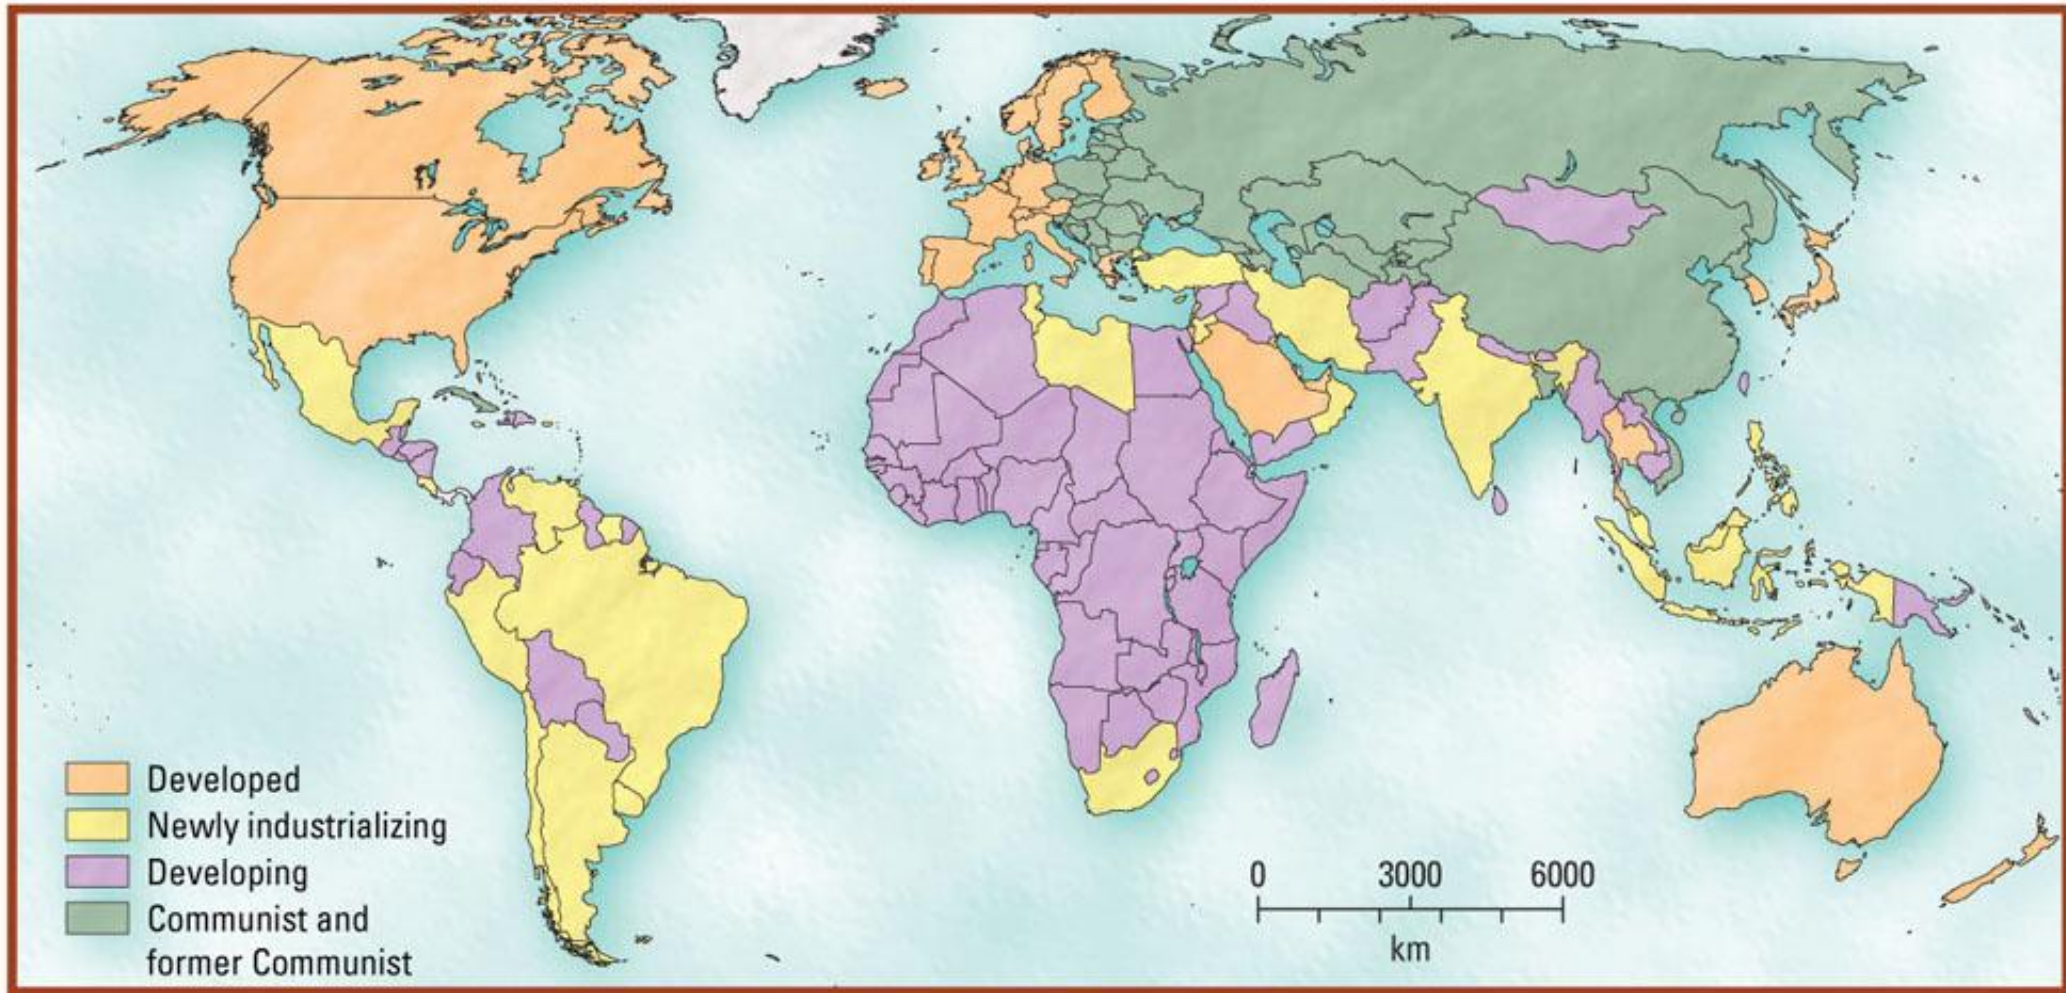 Developed
Newly industrializing
Developing
Communist and
former Communist
0 3000 6000
km